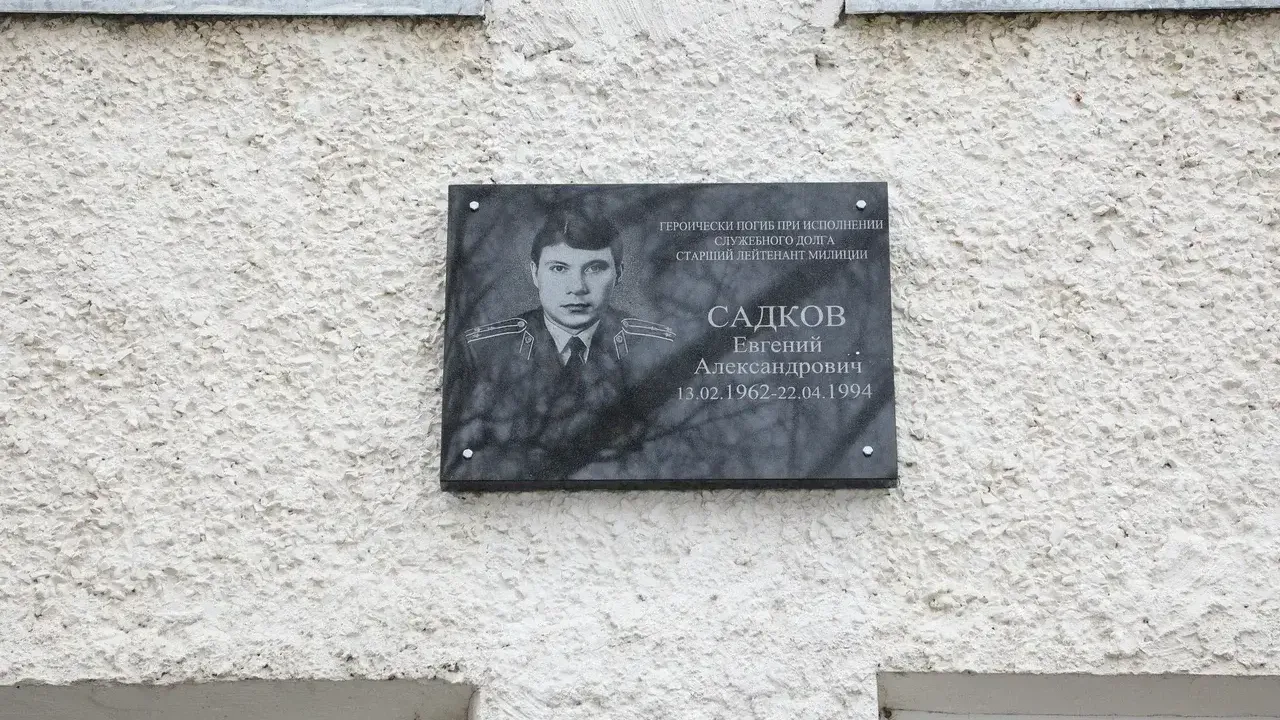 ГЕРОИЧЕСКИ ПОГИБ ПРИ ИСПОЛНЕНИИ
СЛУЖЕБНОГО ДОЛГА
СТАРШИЙ ЛЕЙТЕНАНТ МИЛИЦИИ
САДКОВ
Евгений
Александрович
13.02.1962-22.04.1994